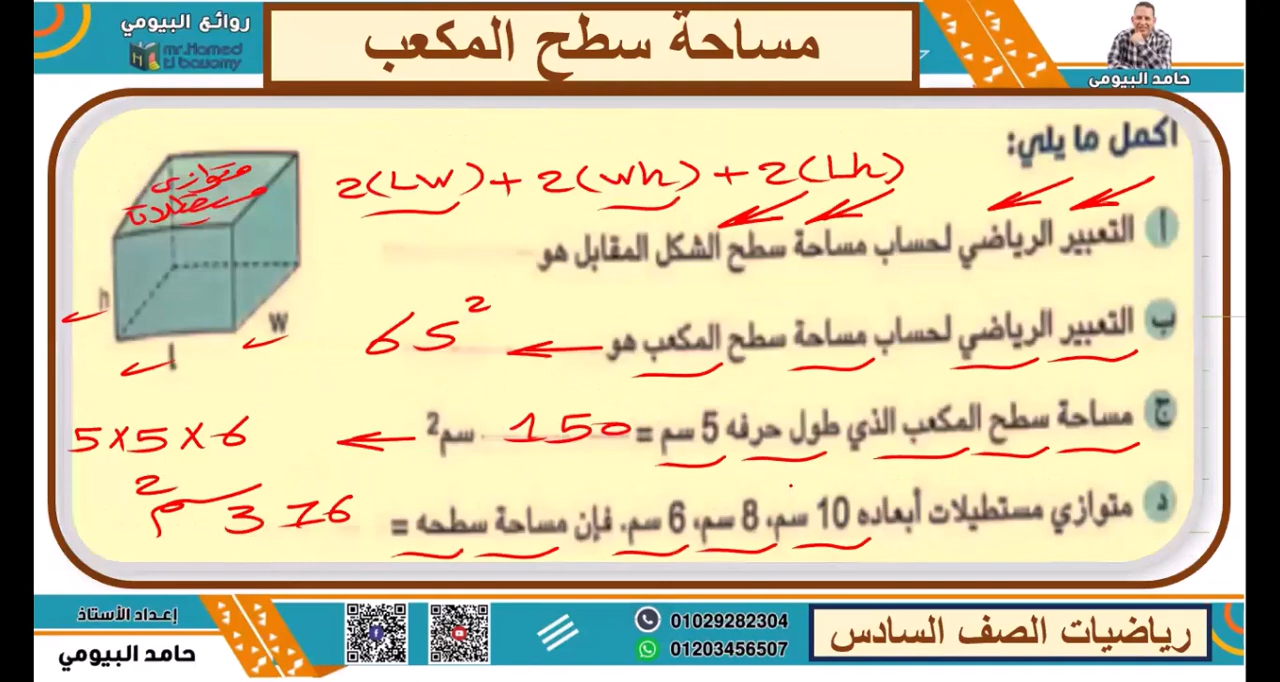 روائع البيومي
mr.Hamed
El bauomy
مساحة سطح المكعب
حامد البيومى
اكمل ما يلي:
2(LW) + 2(Wh) + 2(Lh)
متوازى
مستطيلات
أ التعبير الرياضي لحساب مساحة سطح الشكل المقابل هو
h
w
l
ب التعبير الرياضي لحساب مساحة سطح المكعب هو 6S²
ج مساحة سطح المكعب الذي طول حرفه 5 سم = 150 سم²
5×5×6
د متوازي مستطيلات أبعاده 10 سم، 8 سم، 6 سم. فإن مساحة سطحه = 376 سم²
إعداد الأستاذ
حامد البيومي
01029282304
01203456507
رياضيات الصف السادس